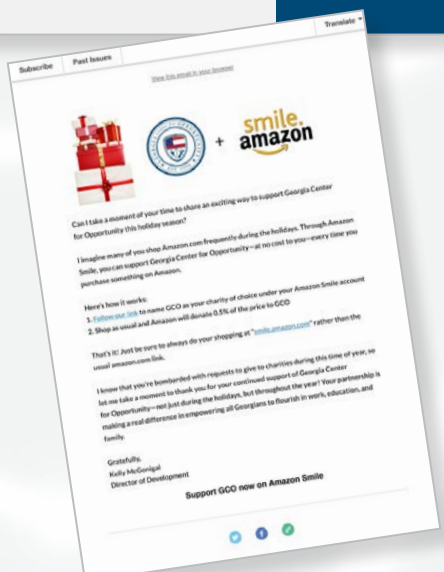 Subscribe
Past Issues
Translate
View this email in your browser
+
smile.
amazon
Can I take a moment of your time to share an exciting way to support Georgia Center
for Opportunity this holiday season?
I imagine many of you shop Amazon.com frequently during the holidays. Through Amazon
Smile, you can support Georgia Center for Opportunity—at no cost to you—every time you
purchase something on Amazon.
Here's how it works:
1. Follow our link to name GCO as your charity of choice under your Amazon Smile account
2. Shop as usual and Amazon will donate 0.5% of the price to GCO
That's it! Just be sure to always do your shopping at "smile.amazon.com" rather than the
usual amazon.com link.
I know that you're bombarded with requests to give to charities during this time of year, so
let me take a moment to thank you for your continued support of Georgia Center
for Opportunity—not just during the holidays, but throughout the year! Your partnership is
making a real difference in empowering all Georgians to flourish in work, education, and
family.
Gratefully,
Kelly McGonigal
Director of Development
Support GCO now on Amazon Smile